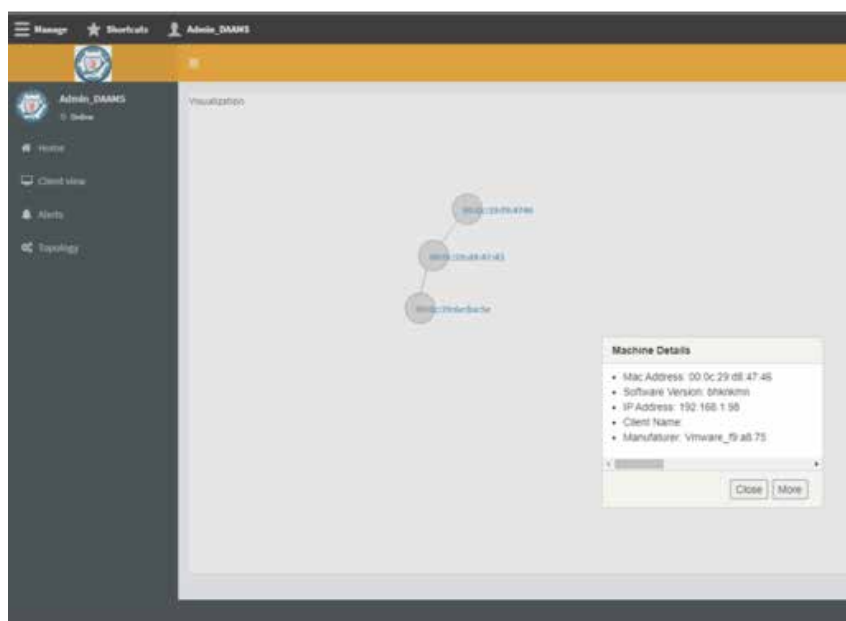 Manage Shortcuts Admin_DAAMS
Admin_DAAMS
Online
Home
Client view
Alerts
Topology
Visualization
Machine Details
Mac Address: 00:0c:29:d8:47:46
Software Version: bhknkmn
IP Address: 192.168.1.98
Client Name:
Manufaturer: Vmware_f9:a8:75
Close More